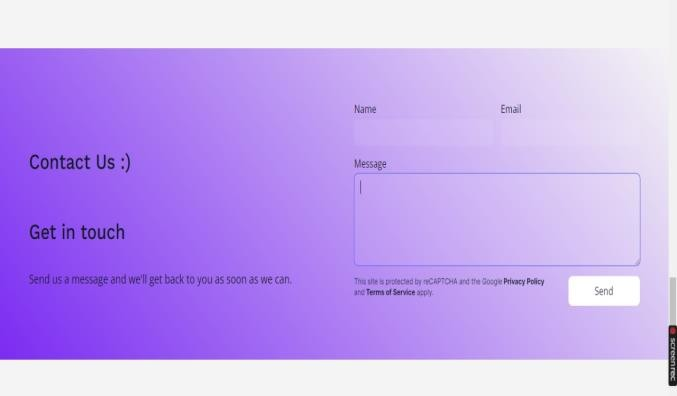 Name
Email
Contact Us :)
Message
Get in touch
Send us a message and we'll get back to you as soon as we can.
This site is protected by reCAPTCHA and the Google Privacy Policy
and Terms of Service apply.
Send
screenrec